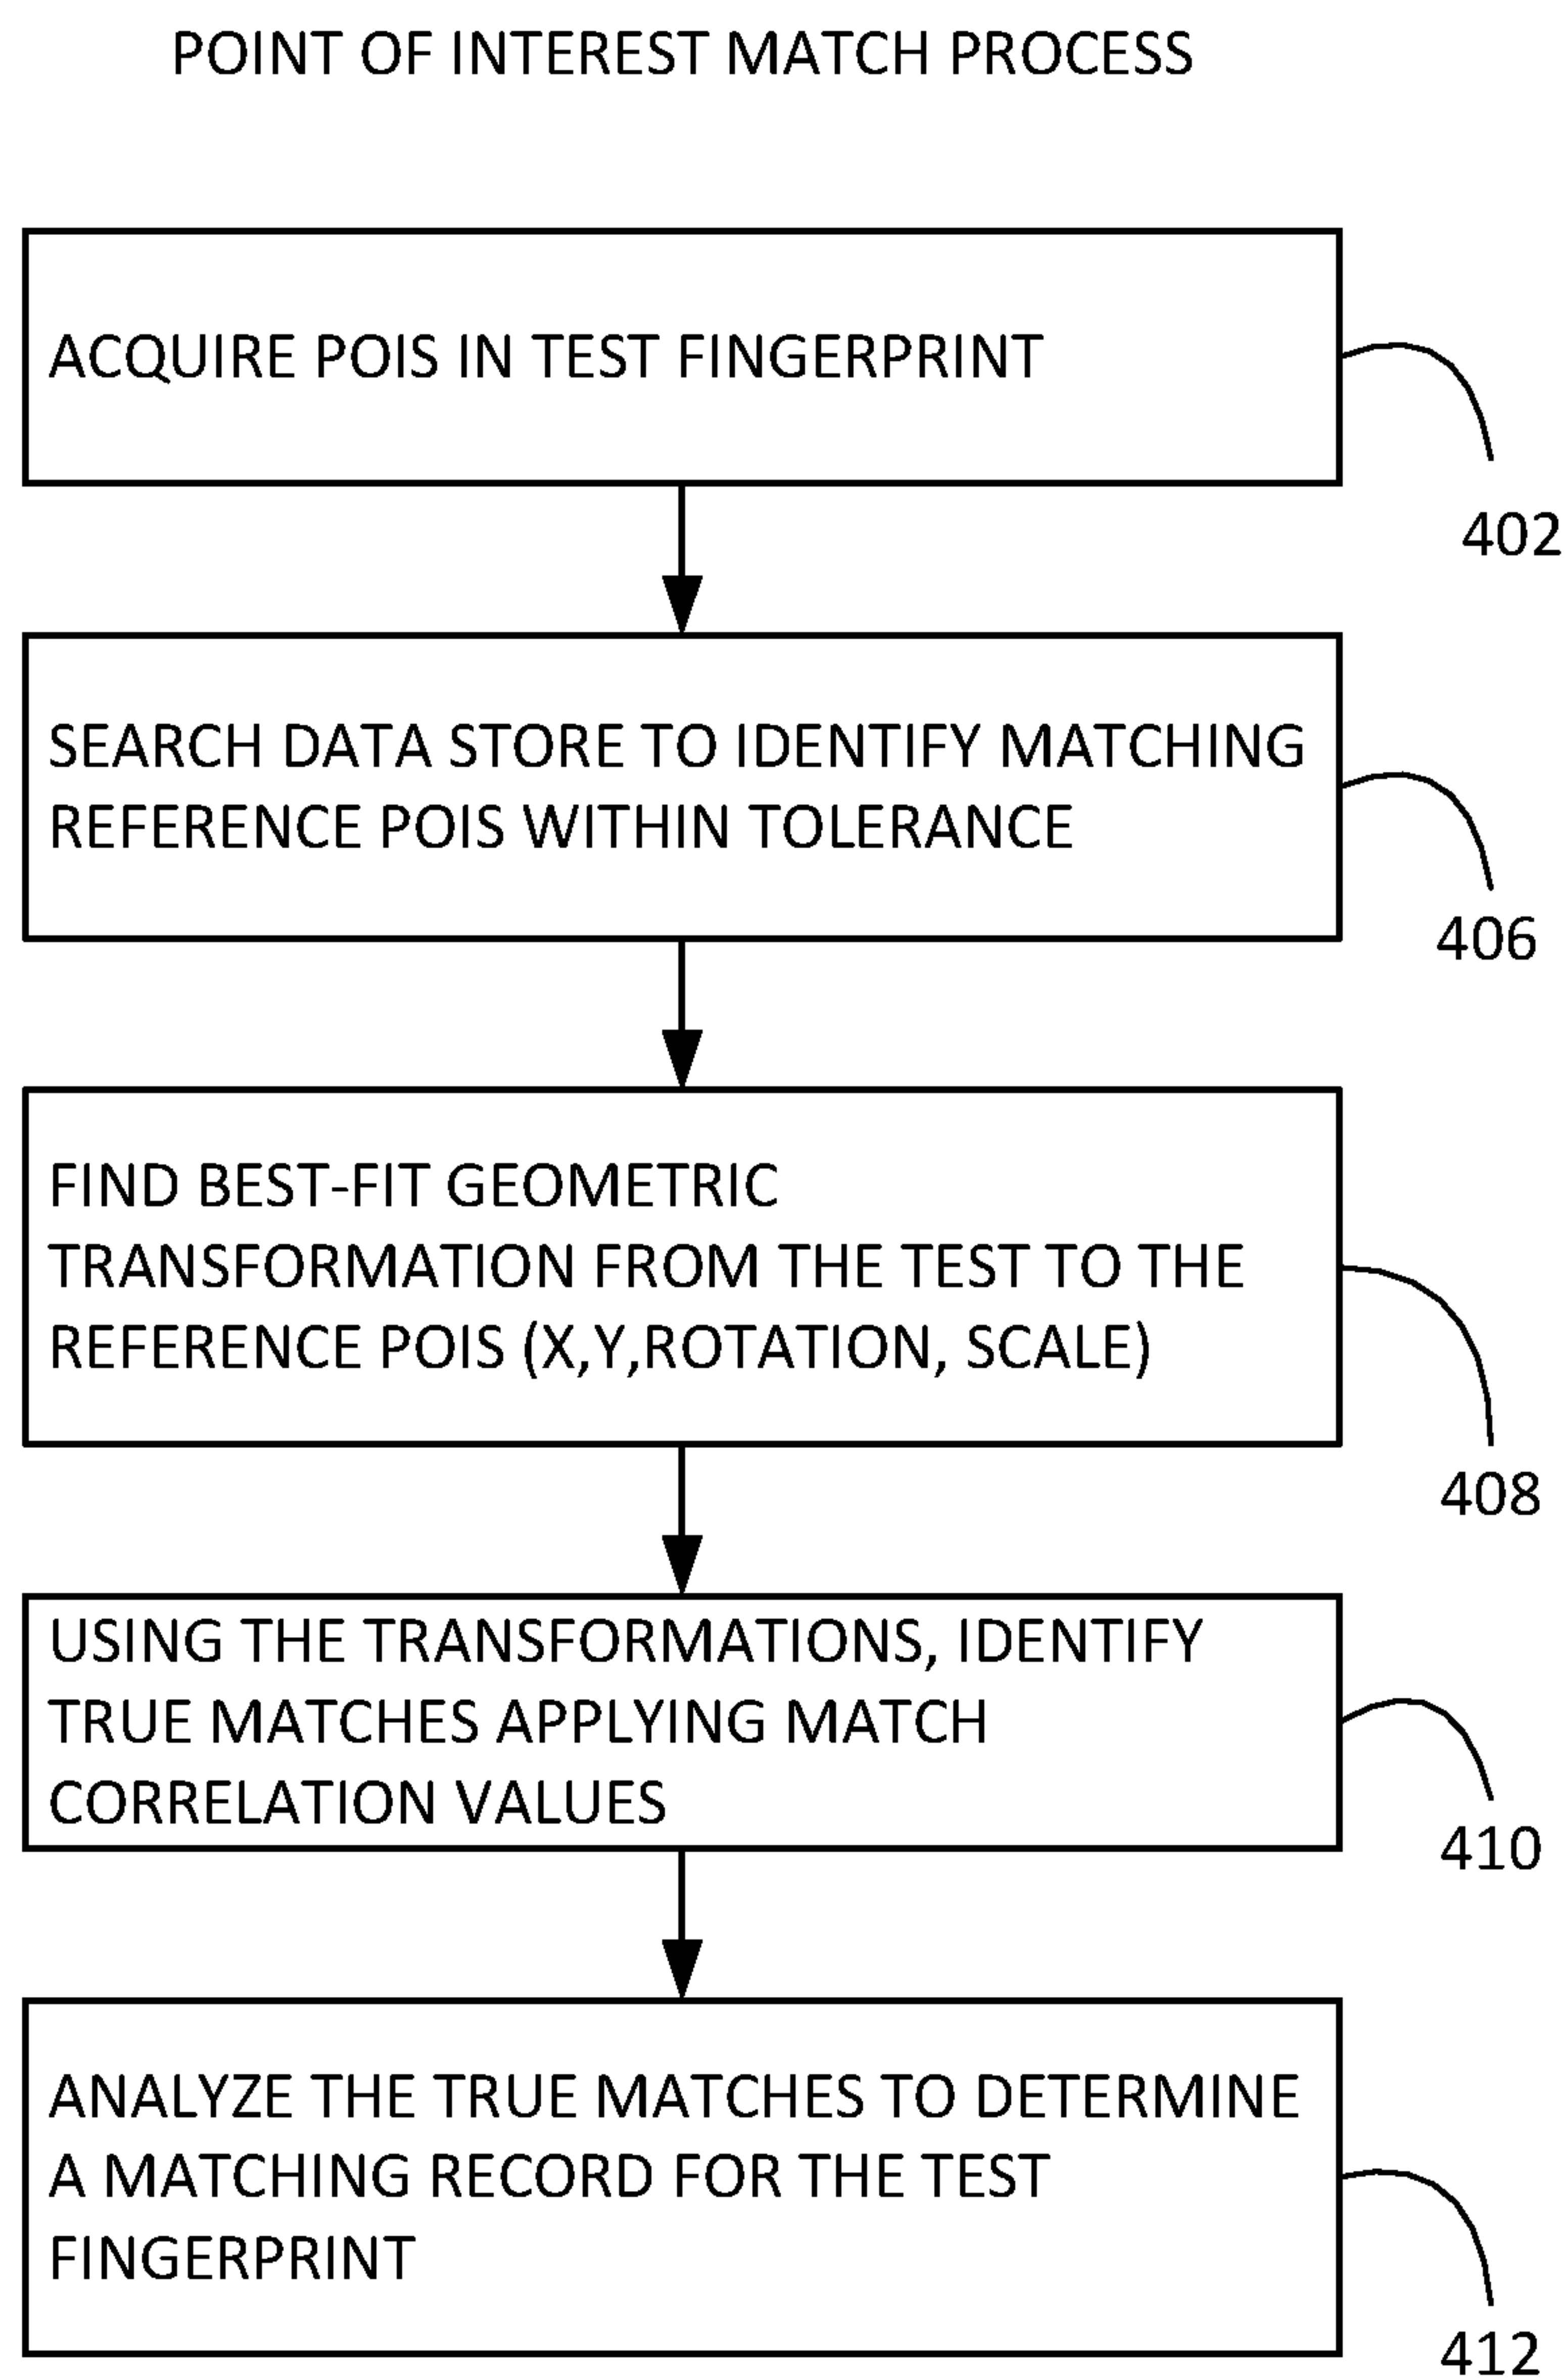 POINT OF INTEREST MATCH PROCESS
ACQUIRE POIS IN TEST FINGERPRINT
402
SEARCH DATA STORE TO IDENTIFY MATCHING
REFERENCE POIS WITHIN TOLERANCE
406
FIND BEST-FIT GEOMETRIC
TRANSFORMATION FROM THE TEST TO THE
REFERENCE POIS (X,Y,ROTATION, SCALE)
408
USING THE TRANSFORMATIONS, IDENTIFY
TRUE MATCHES APPLYING MATCH
CORRELATION VALUES
410
ANALYZE THE TRUE MATCHES TO DETERMINE
A MATCHING RECORD FOR THE TEST
FINGERPRINT
412